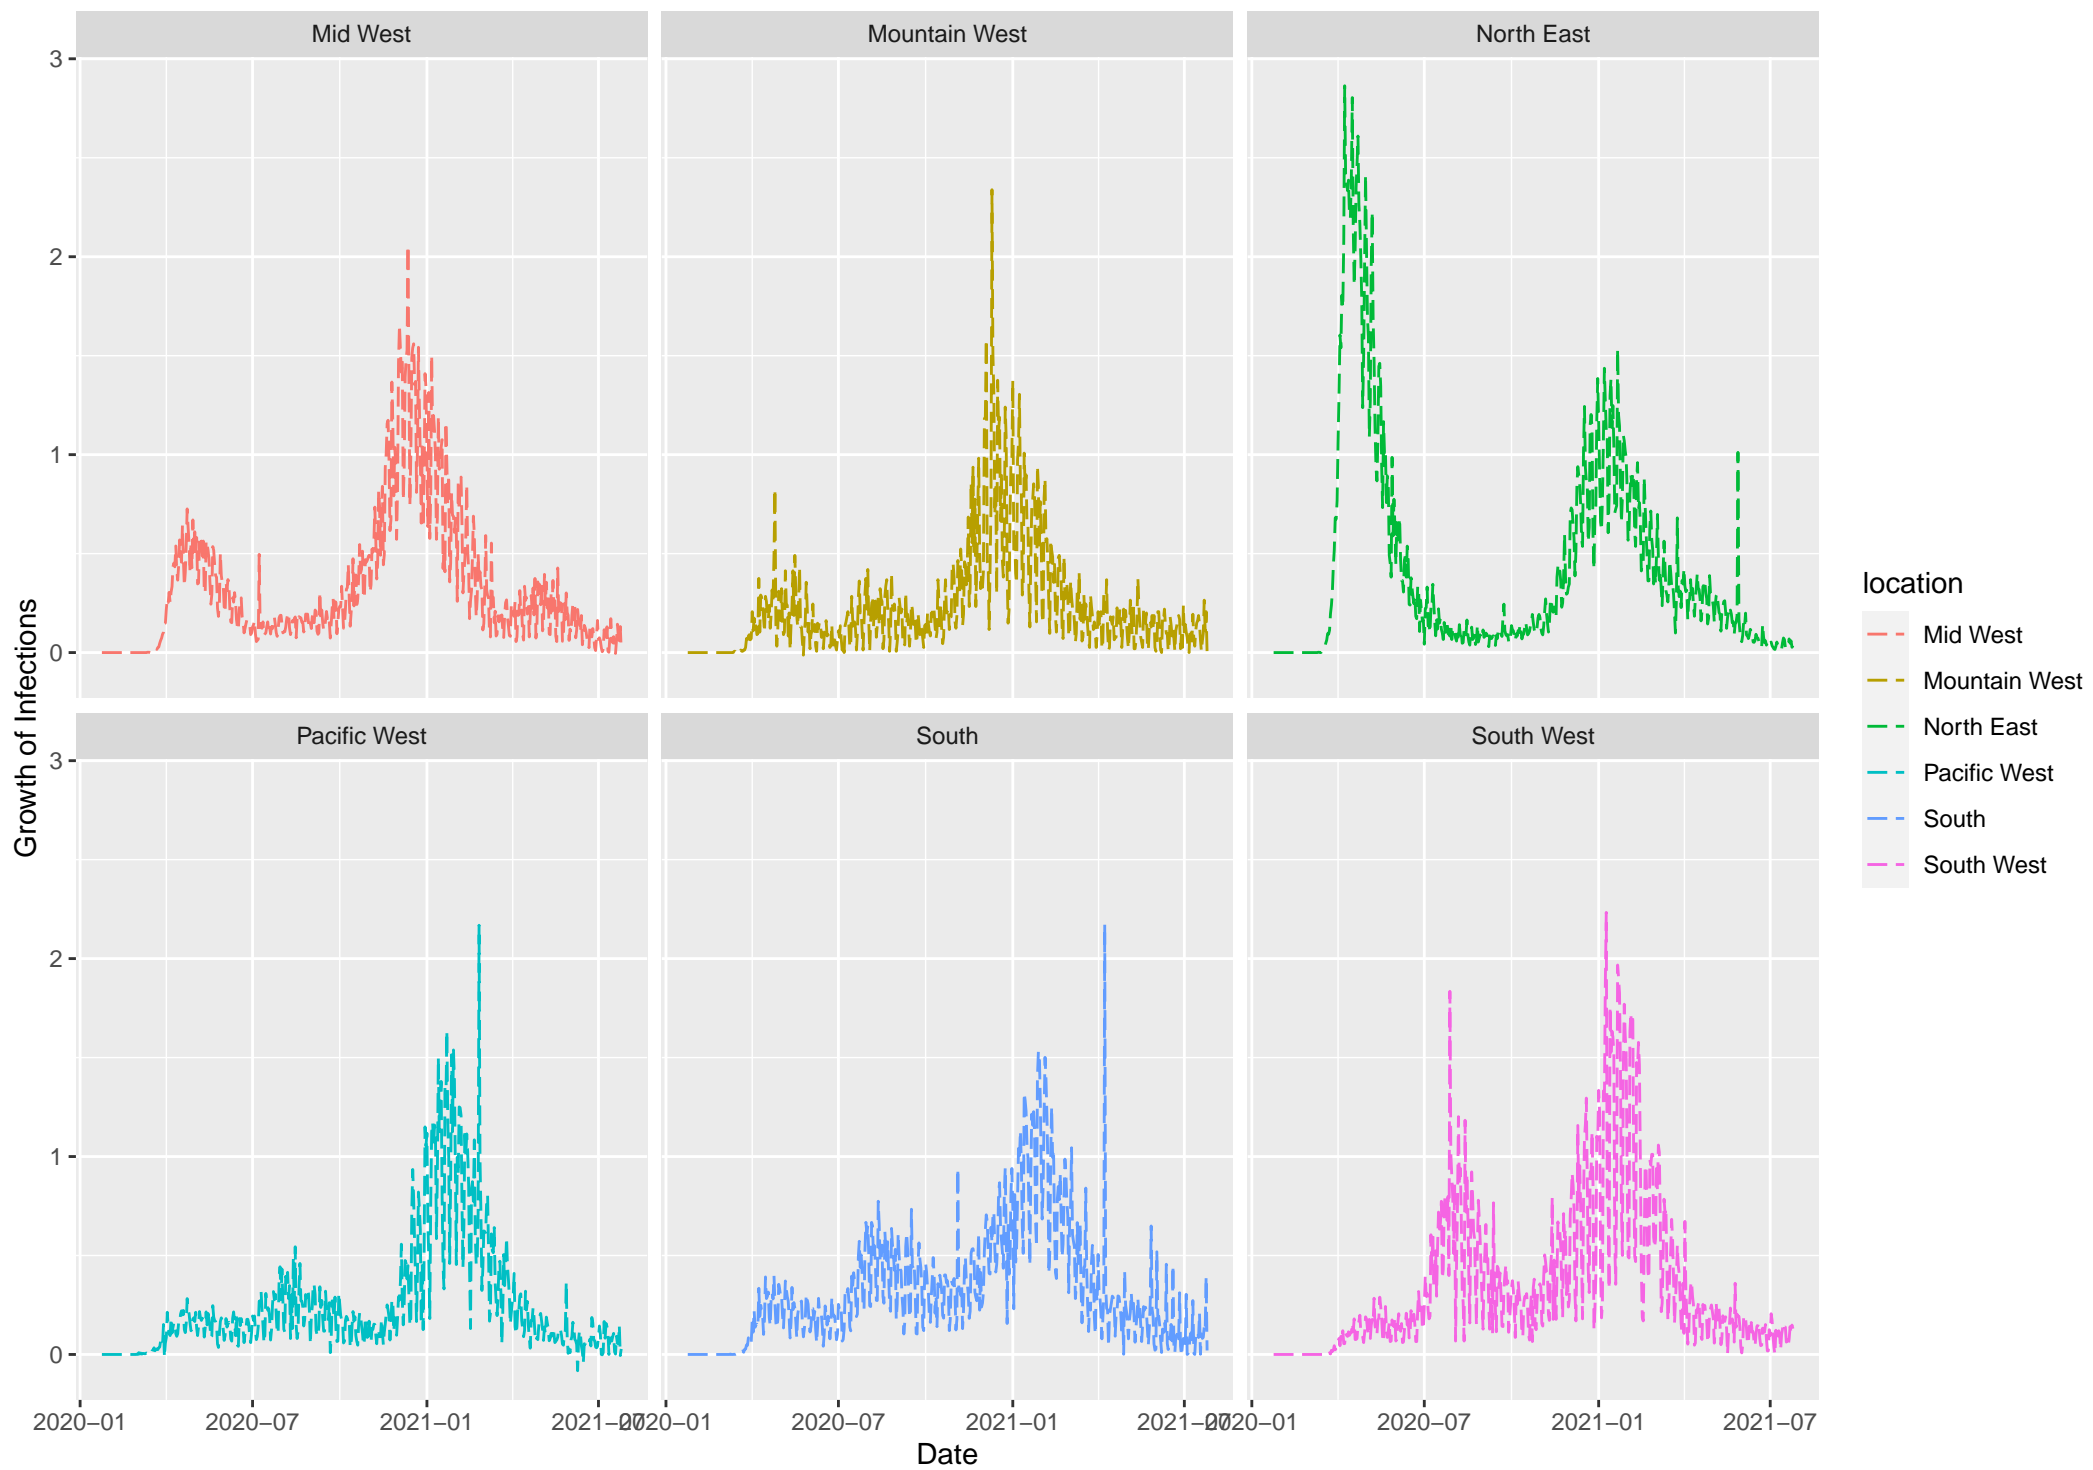 Mid West
Mountain West
North East
3
2
1
0
Pacific West
South
South West
3
2
1
0
Growth of Infections
2020–01
2020–07
2021–01
2021–07
2020–01
2020–07
2021–01
2021–07
2020–01
2020–07
2021–01
2021–07
Date
location
Mid West
Mountain West
North East
Pacific West
South
South West